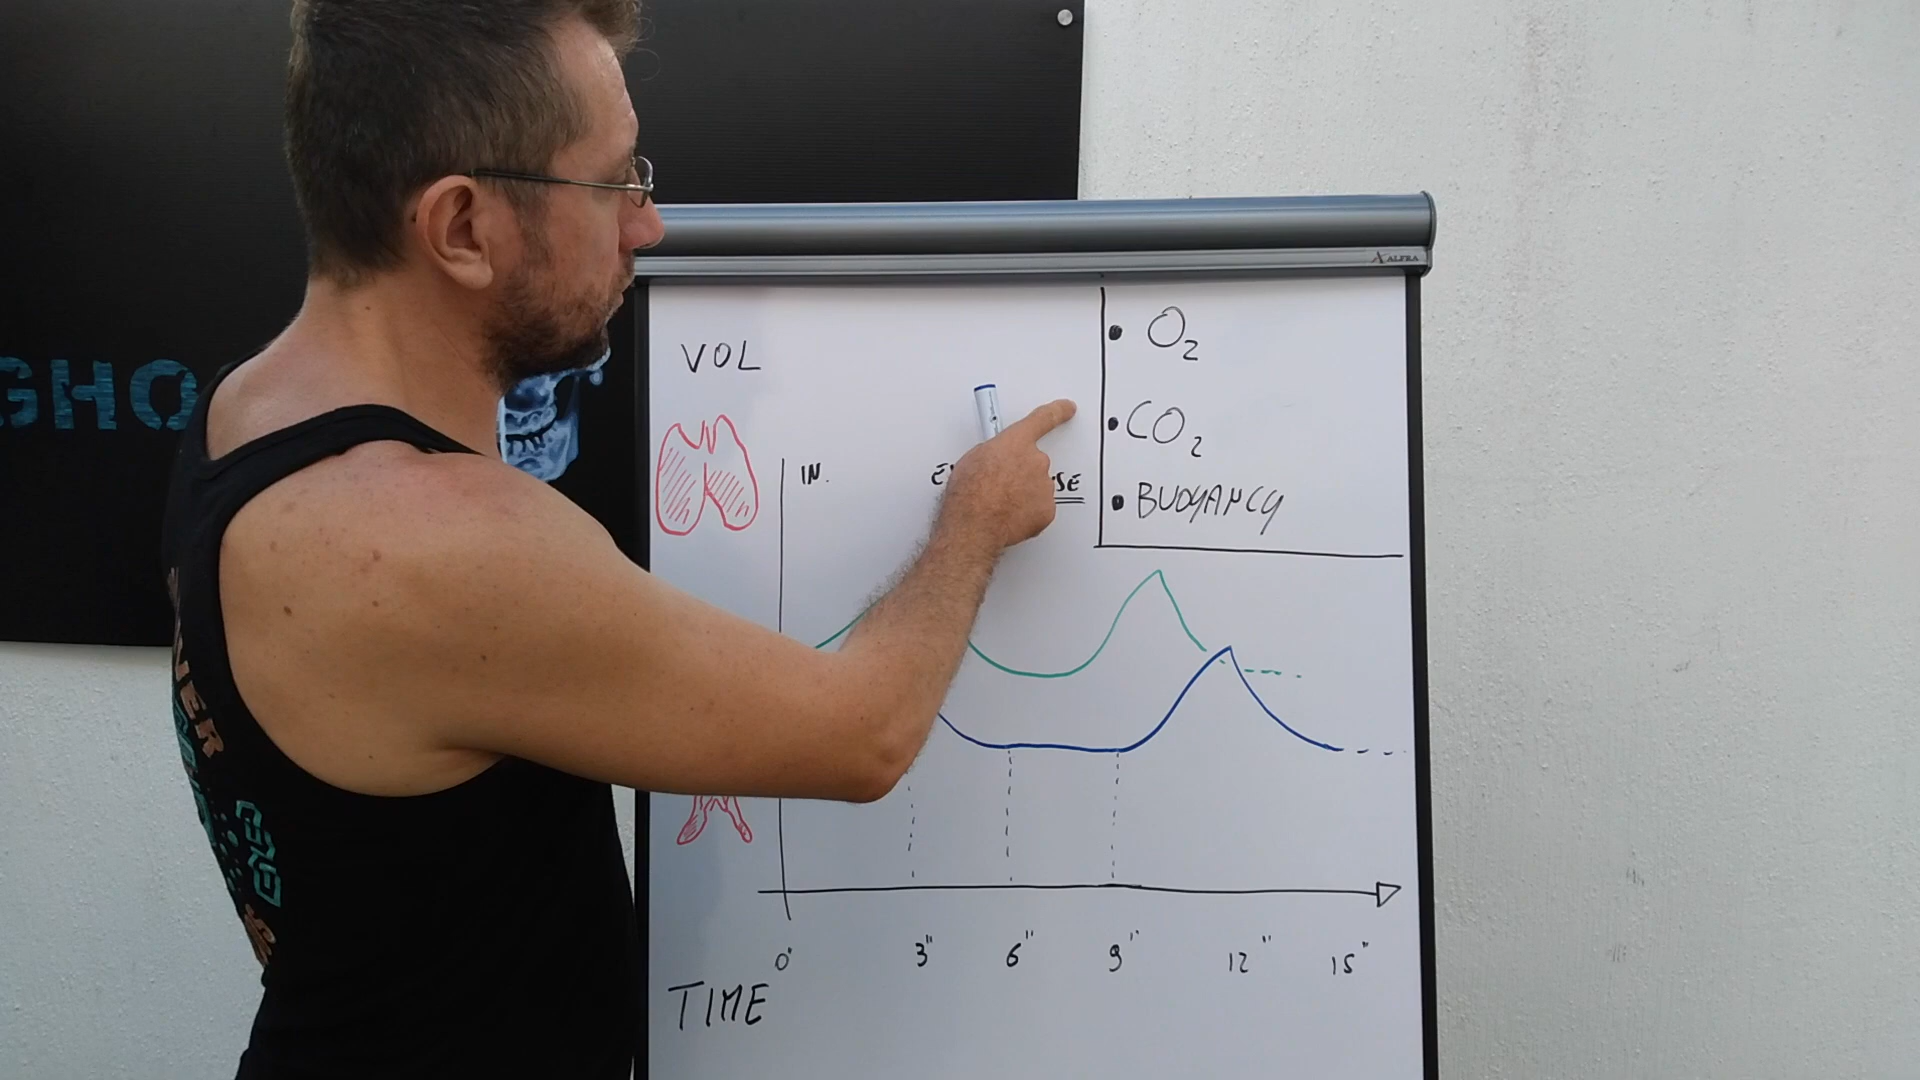 GHO
ALFRA
VOL
O2
CO2
BUOYANCY
IN.
0"
3"
6"
9"
12"
15"
TIME